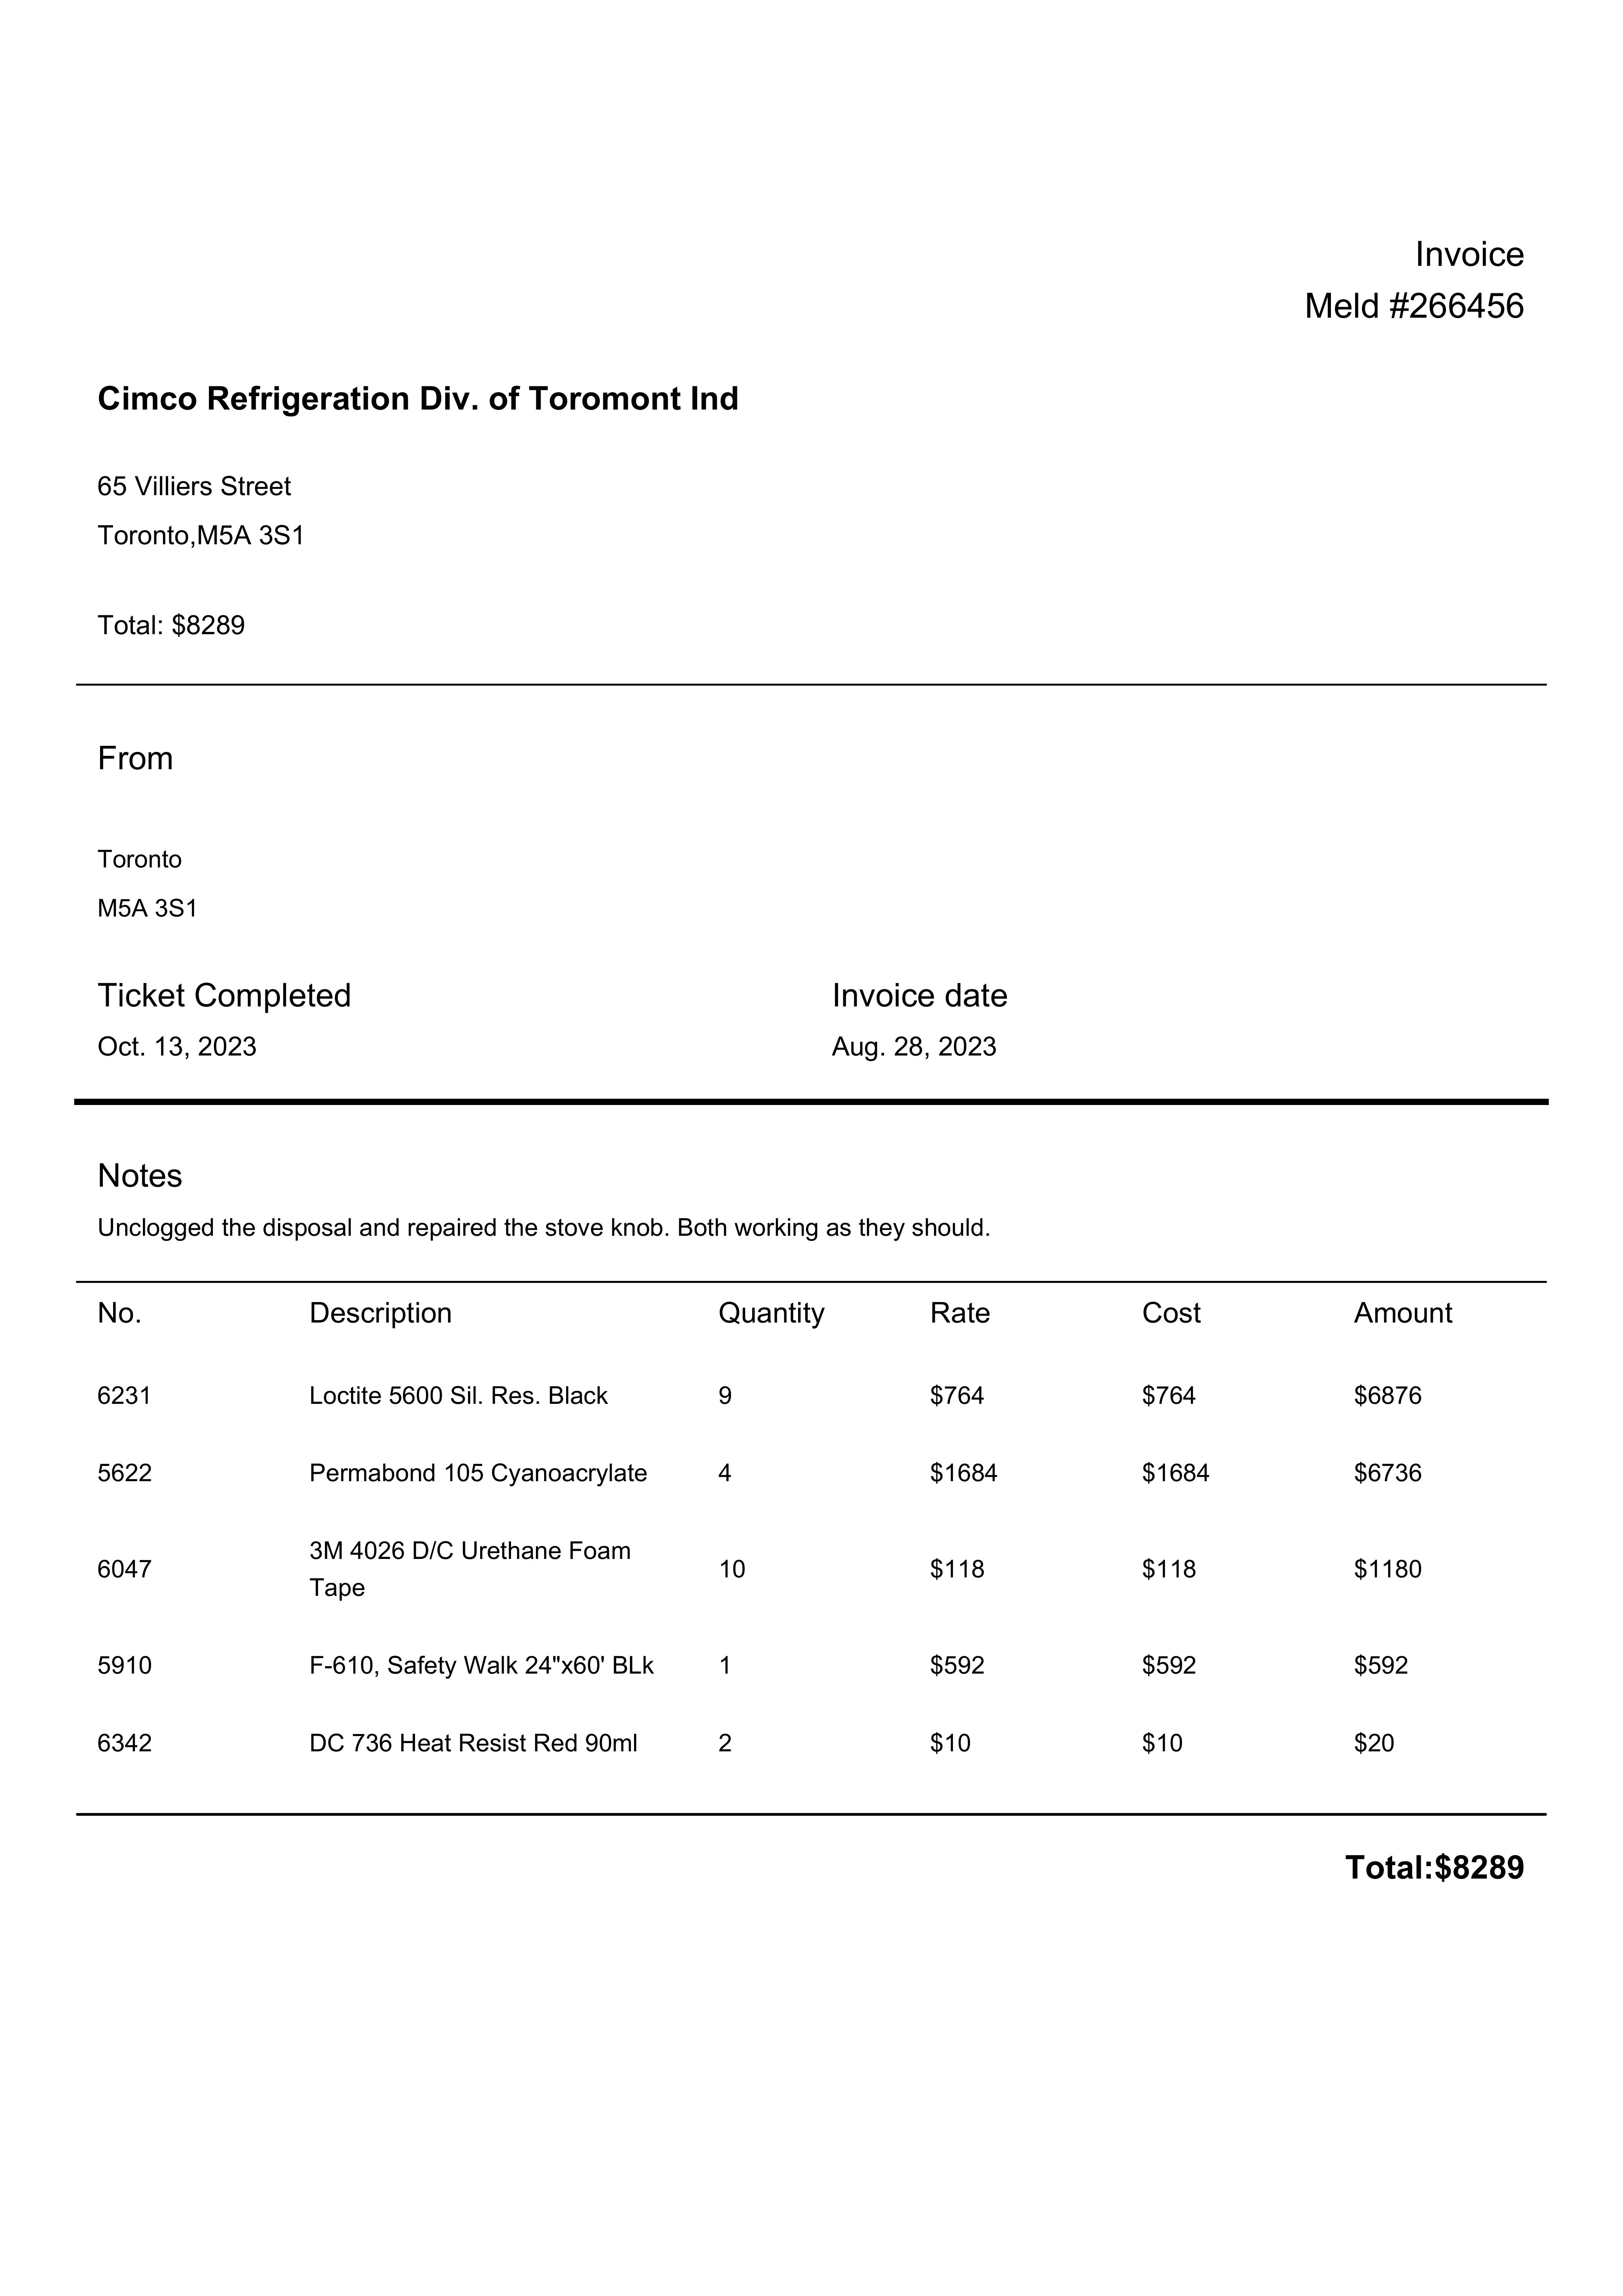 Invoice
Meld #266456
Cimco Refrigeration Div. of Toromont Ind
65 Villiers Street
Toronto,M5A 3S1
Total: $8289
From
Toronto
M5A 3S1
Ticket Completed Invoice date
Oct. 13, 2023 Aug. 28, 2023
Notes
Unclogged the disposal and repaired the stove knob. Both working as they should.
No. Description Quantity Rate Cost Amount
6231 Loctite 5600 Sil. Res. Black 9 $764 $764 $6876
5622 Permabond 105 Cyanoacrylate 4 $1684 $1684 $6736
6047 3M 4026 D/C Urethane Foam 10 $118 $118 $1180
Tape
5910 F-610, Safety Walk 24"x60' BLk 1 $592 $592 $592
6342 DC 736 Heat Resist Red 90ml 2 $10 $10 $20
Total:$8289